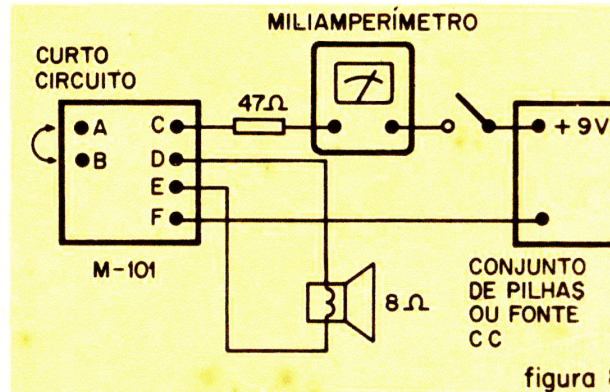 MILIAMPERÍMETRO
CURTO
CIRCUITO
47Ω
A
C
+9V
B
D
E
F
M-101
8Ω
CONJUNTO
DE PILHAS
OU FONTE
CC
figura